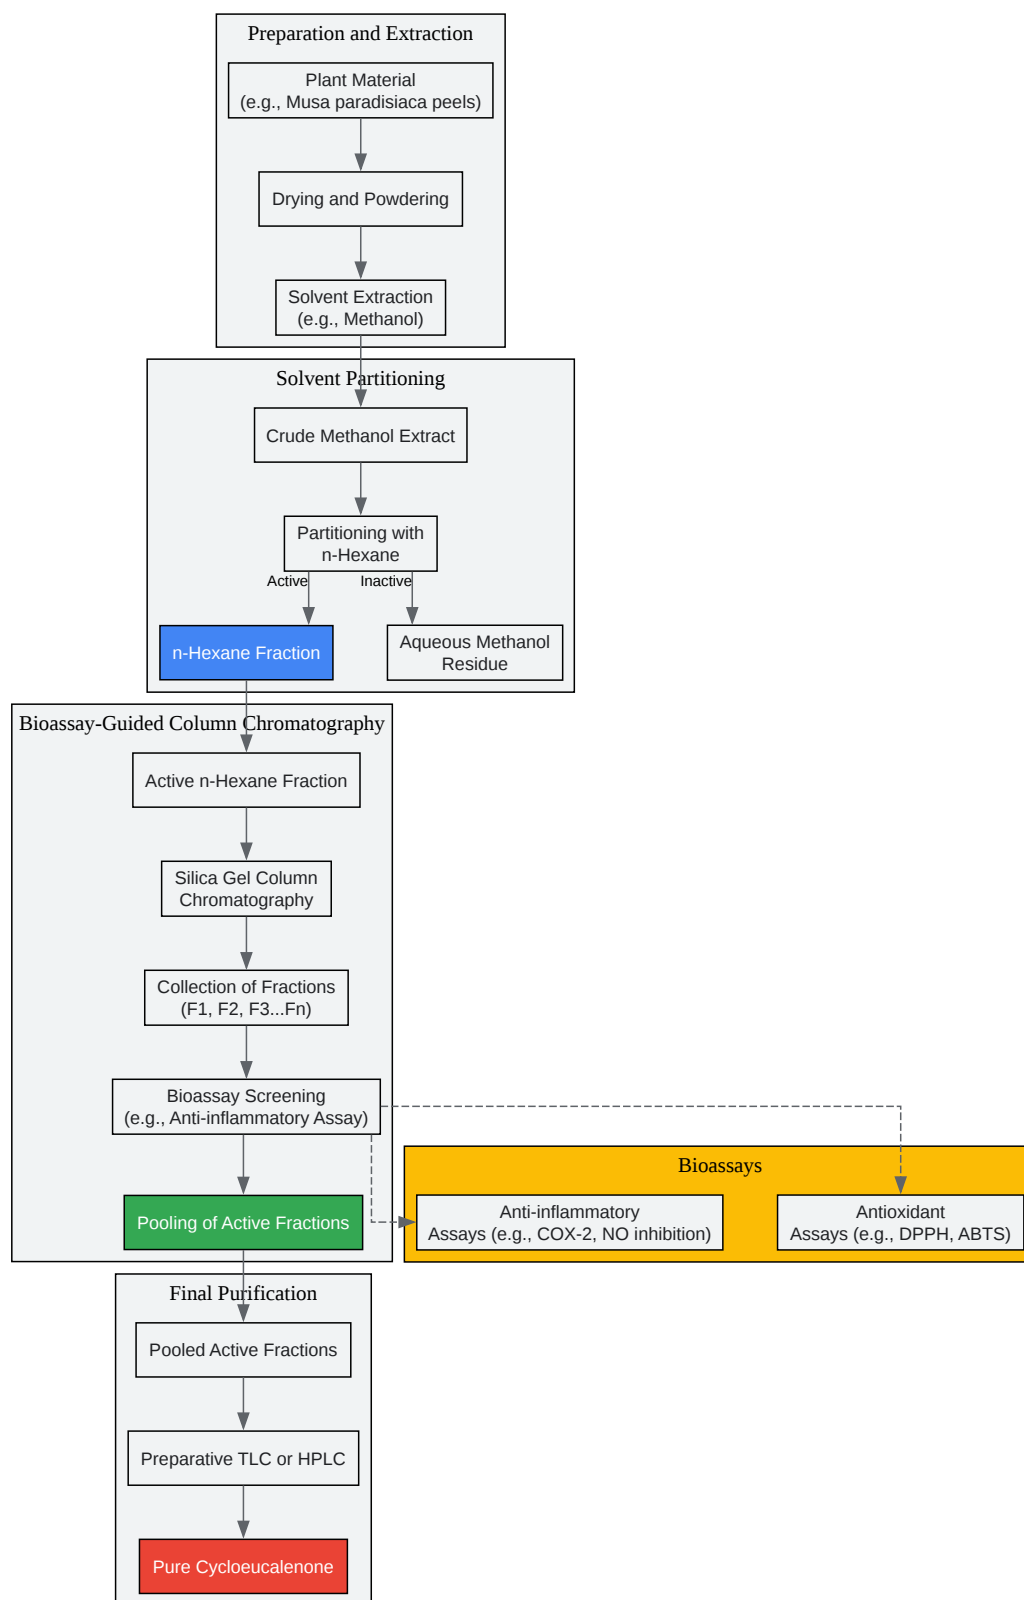 Preparation and Extraction
Plant Material
(e.g., Musa paradisiaca peels)
Drying and Powdering
Solvent Extraction
(e.g., Methanol)
Solvent Partitioning
Crude Methanol Extract
Partitioning with
n-Hexane
Active
Inactive
n-Hexane Fraction
Aqueous Methanol
Residue
Bioassay-Guided Column Chromatography
Active n-Hexane Fraction
Silica Gel Column
Chromatography
Collection of Fractions
(F1, F2, F3...Fn)
Bioassay Screening
(e.g., Anti-inflammatory Assay)
Pooling of Active Fractions
Bioassays
Anti-inflammatory
Assays (e.g., COX-2, NO inhibition)
Antioxidant
Assays (e.g., DPPH, ABTS)
Final Purification
Pooled Active Fractions
Preparative TLC or HPLC
Pure Cycloeucalenone